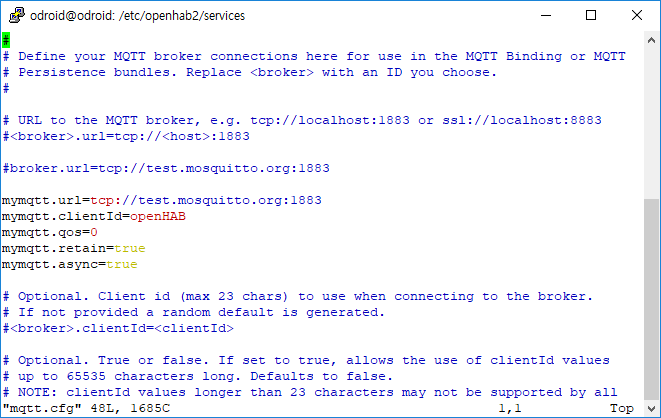 odroid@odroid: /etc/openhab2/services
#
# Define your MQTT broker connections here for use in the MQTT Binding or MQTT
# Persistence bundles. Replace <broker> with an ID you choose.
#
# URL to the MQTT broker, e.g. tcp://localhost:1883 or ssl://localhost:8883
#<broker>.url=tcp://<host>:1883
#broker.url=tcp://test.mosquitto.org:1883
mymqtt.url=tcp://test.mosquitto.org:1883
mymqtt.clientId=openHAB
mymqtt.qos=0
mymqtt.retain=true
mymqtt.async=true
# Optional. Client id (max 23 chars) to use when connecting to the broker.
# If not provided a random default is generated.
#<broker>.clientId=<clientId>
# Optional. True or false. If set to true, allows the use of clientId values
# up to 65535 characters long. Defaults to false.
# NOTE: clientId values longer than 23 characters may not be supported by all
"mqtt.cfg" 48L, 1685C 1,1 Top